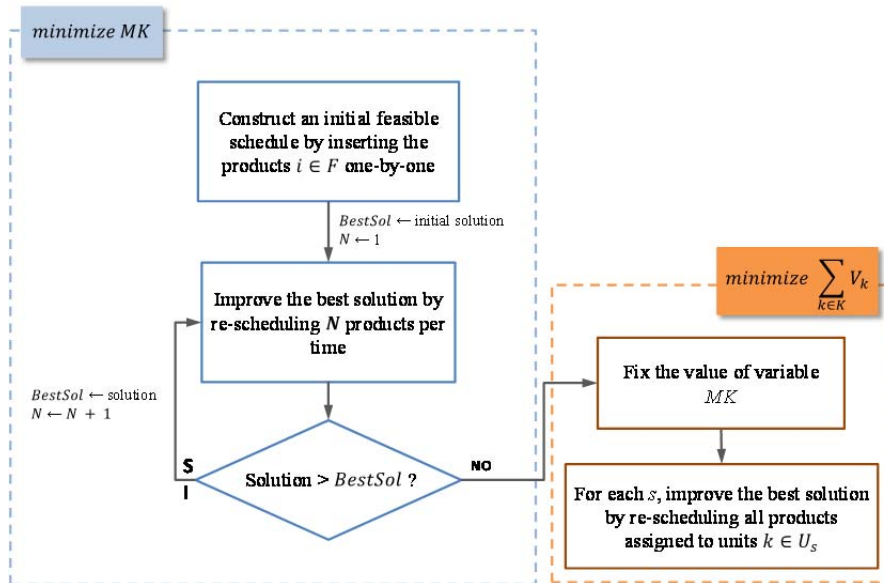 minimize MK
Construct an initial feasible
schedule by inserting the
products i ∈ F one-by-one
BestSol ← initial solution
N ← 1
Improve the best solution by
re-scheduling N products per
time
BestSol ← solution
N ← N + 1
Solution > BestSol ?
S
I
NO
minimize ∑ V_k
k∈K
Fix the value of variable
MK
For each s, improve the best solution
by re-scheduling all products
assigned to units k ∈ U_s